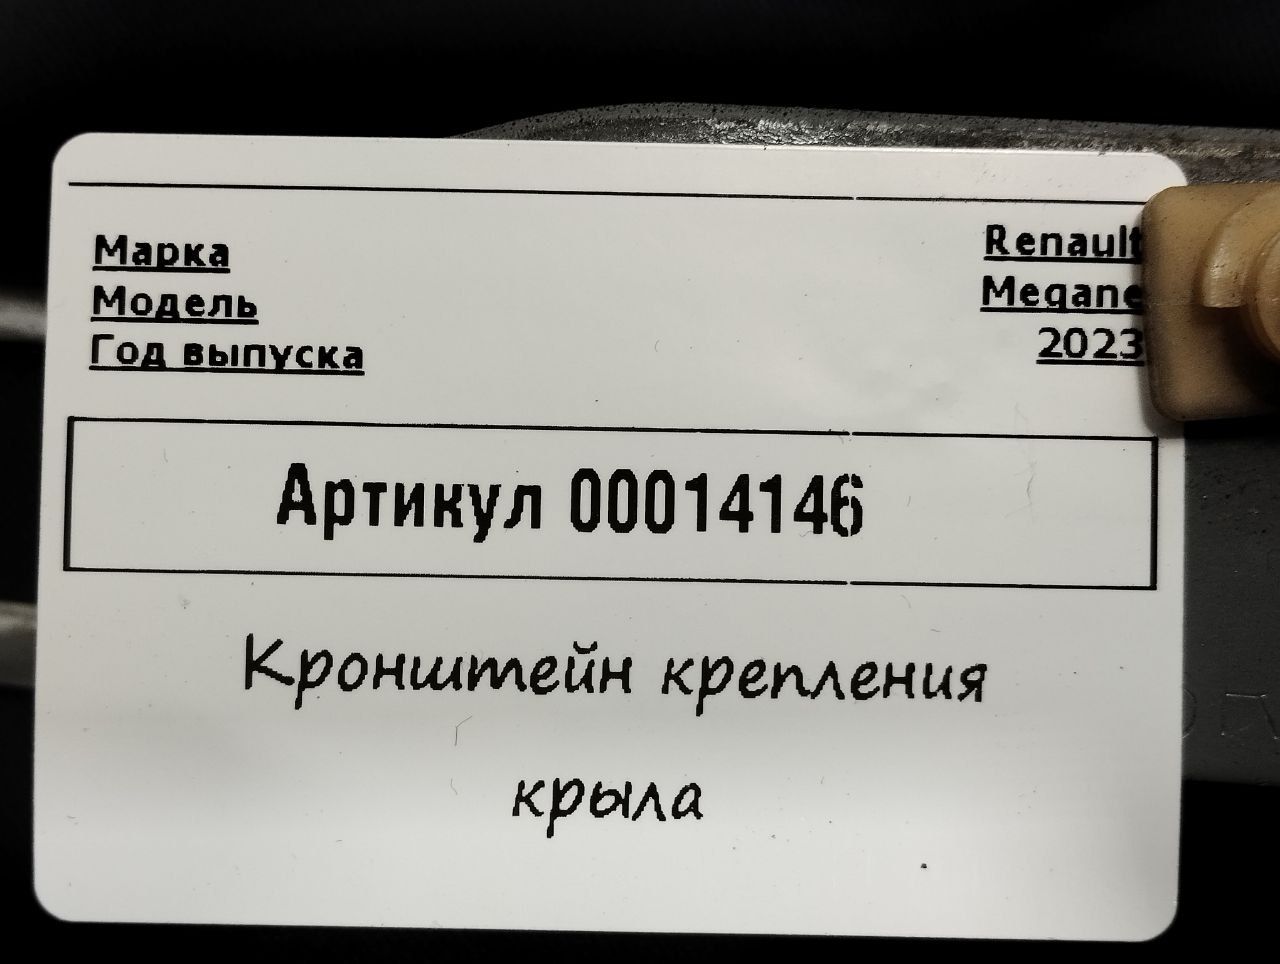 Марка Renault
Модель Megane
Год выпуска 2023
Артикул 00014146
Кронштейн крепления
крыла